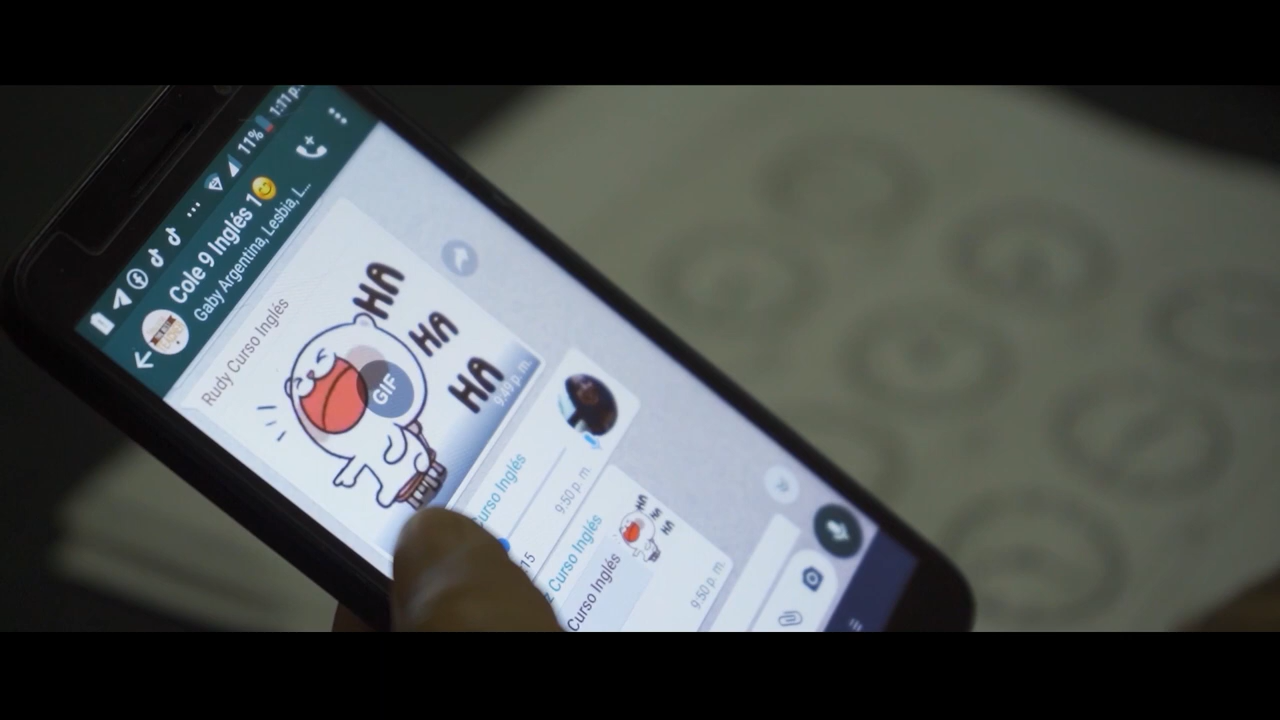 11% 1:11 p.
Cole 9 Inglés 1😊
Gaby Argentina, Lesbia, L...
Rudy Curso Inglés
HA
HA
HA
GIF
9:49 p. m.
Curso Inglés
15
9:50 p. m.
Curso Inglés
Curso Inglés
HA
HA
HA
9:50 p. m.